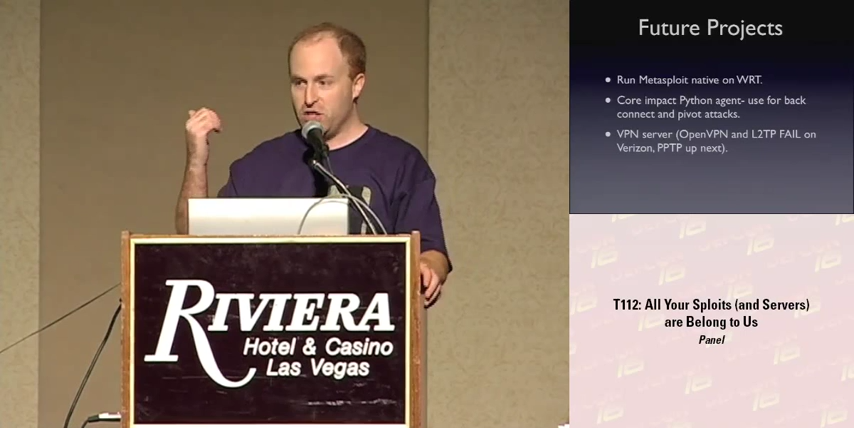 Future Projects
• Run Metasploit native on WRT.
• Core impact Python agent- use for back
connect and pivot attacks.
• VPN server (OpenVPN and L2TP FAIL on
Verizon, PPTP up next).
RIVIERA
Hotel & Casino
Las Vegas
T112: All Your Sploits (and Servers)
are Belong to Us
Panel